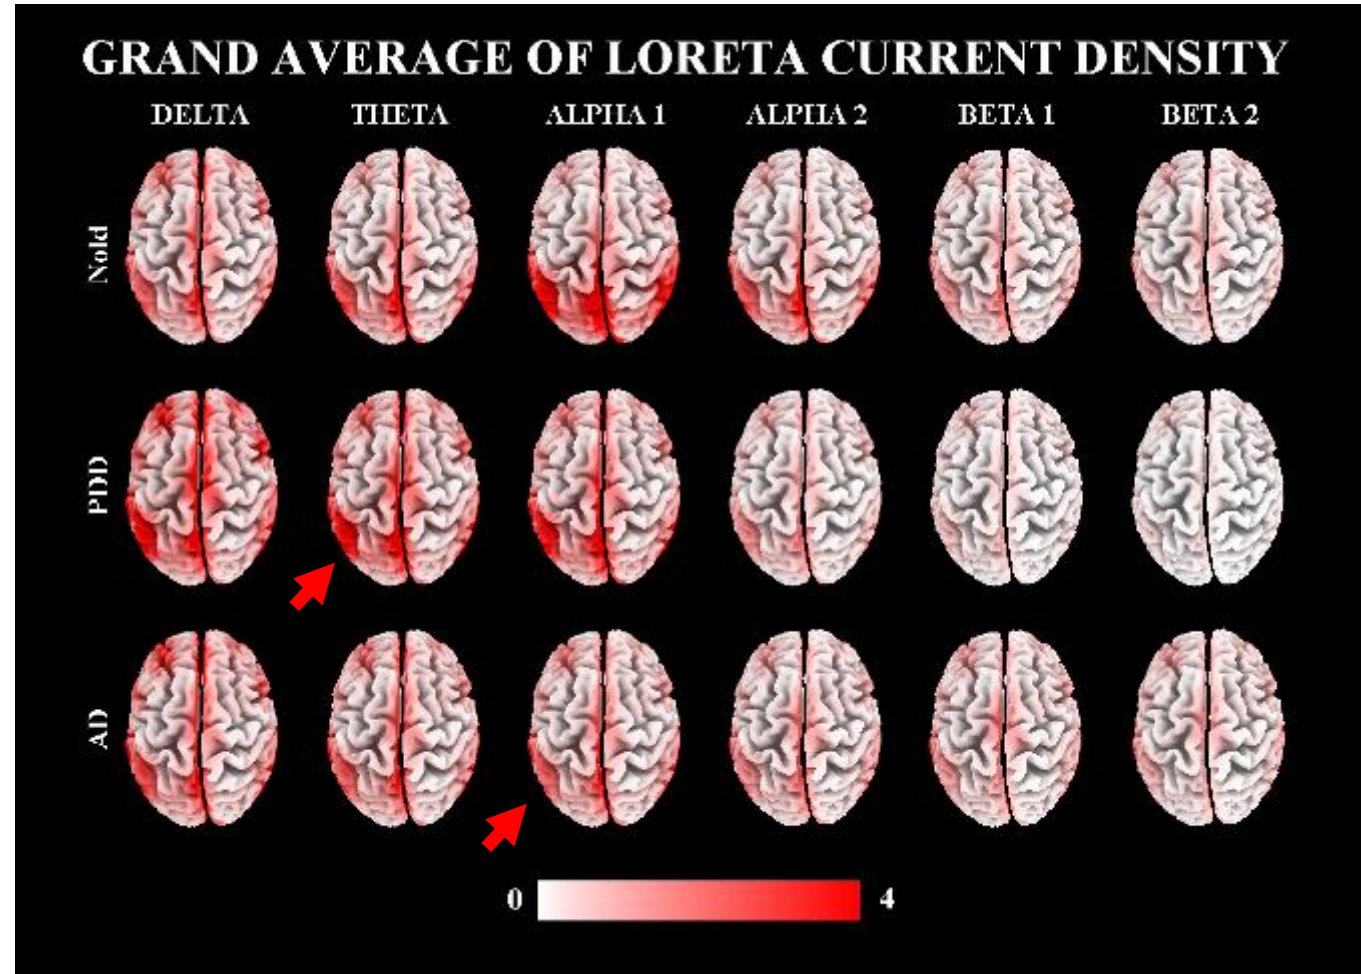 GRAND AVERAGE OF LORETA CURRENT DENSITY
DELTA THETA ALPHA 1 ALPHA 2 BETA 1 BETA 2
Nold
PDD
AD
0 4